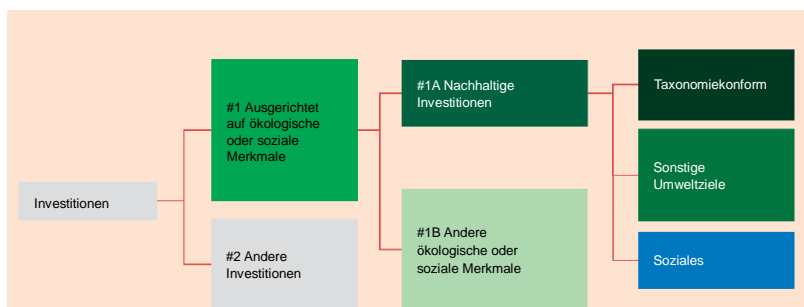 Investitionen
#1 Ausgerichtet
auf ökologische
oder soziale
Merkmale
#2 Andere
Investitionen
#1A Nachhaltige
Investitionen
#1B Andere
ökologische oder
soziale Merkmale
Taxonomiekonform
Sonstige
Umweltziele
Soziales